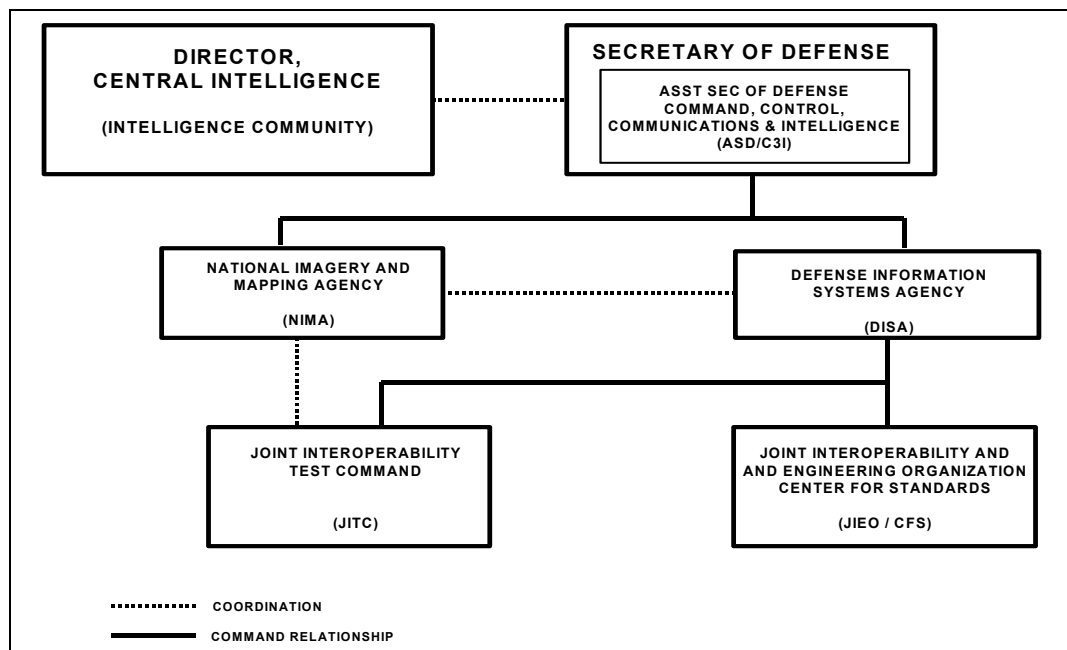 DIRECTOR,
CENTRAL INTELLIGENCE
(INTELLIGENCE COMMUNITY)
SECRETARY OF DEFENSE
ASST SEC OF DEFENSE
COMMAND, CONTROL,
COMMUNICATIONS & INTELLIGENCE
(ASD/C3I)
NATIONAL IMAGERY AND
MAPPING AGENCY
(NIMA)
DEFENSE INFORMATION
SYSTEMS AGENCY
(DISA)
JOINT INTEROPERABILITY
TEST COMMAND
(JITC)
JOINT INTEROPERABILITY AND
AND ENGINEERING ORGANIZATION
CENTER FOR STANDARDS
(JIEO / CFS)
COORDINATION
COMMAND RELATIONSHIP